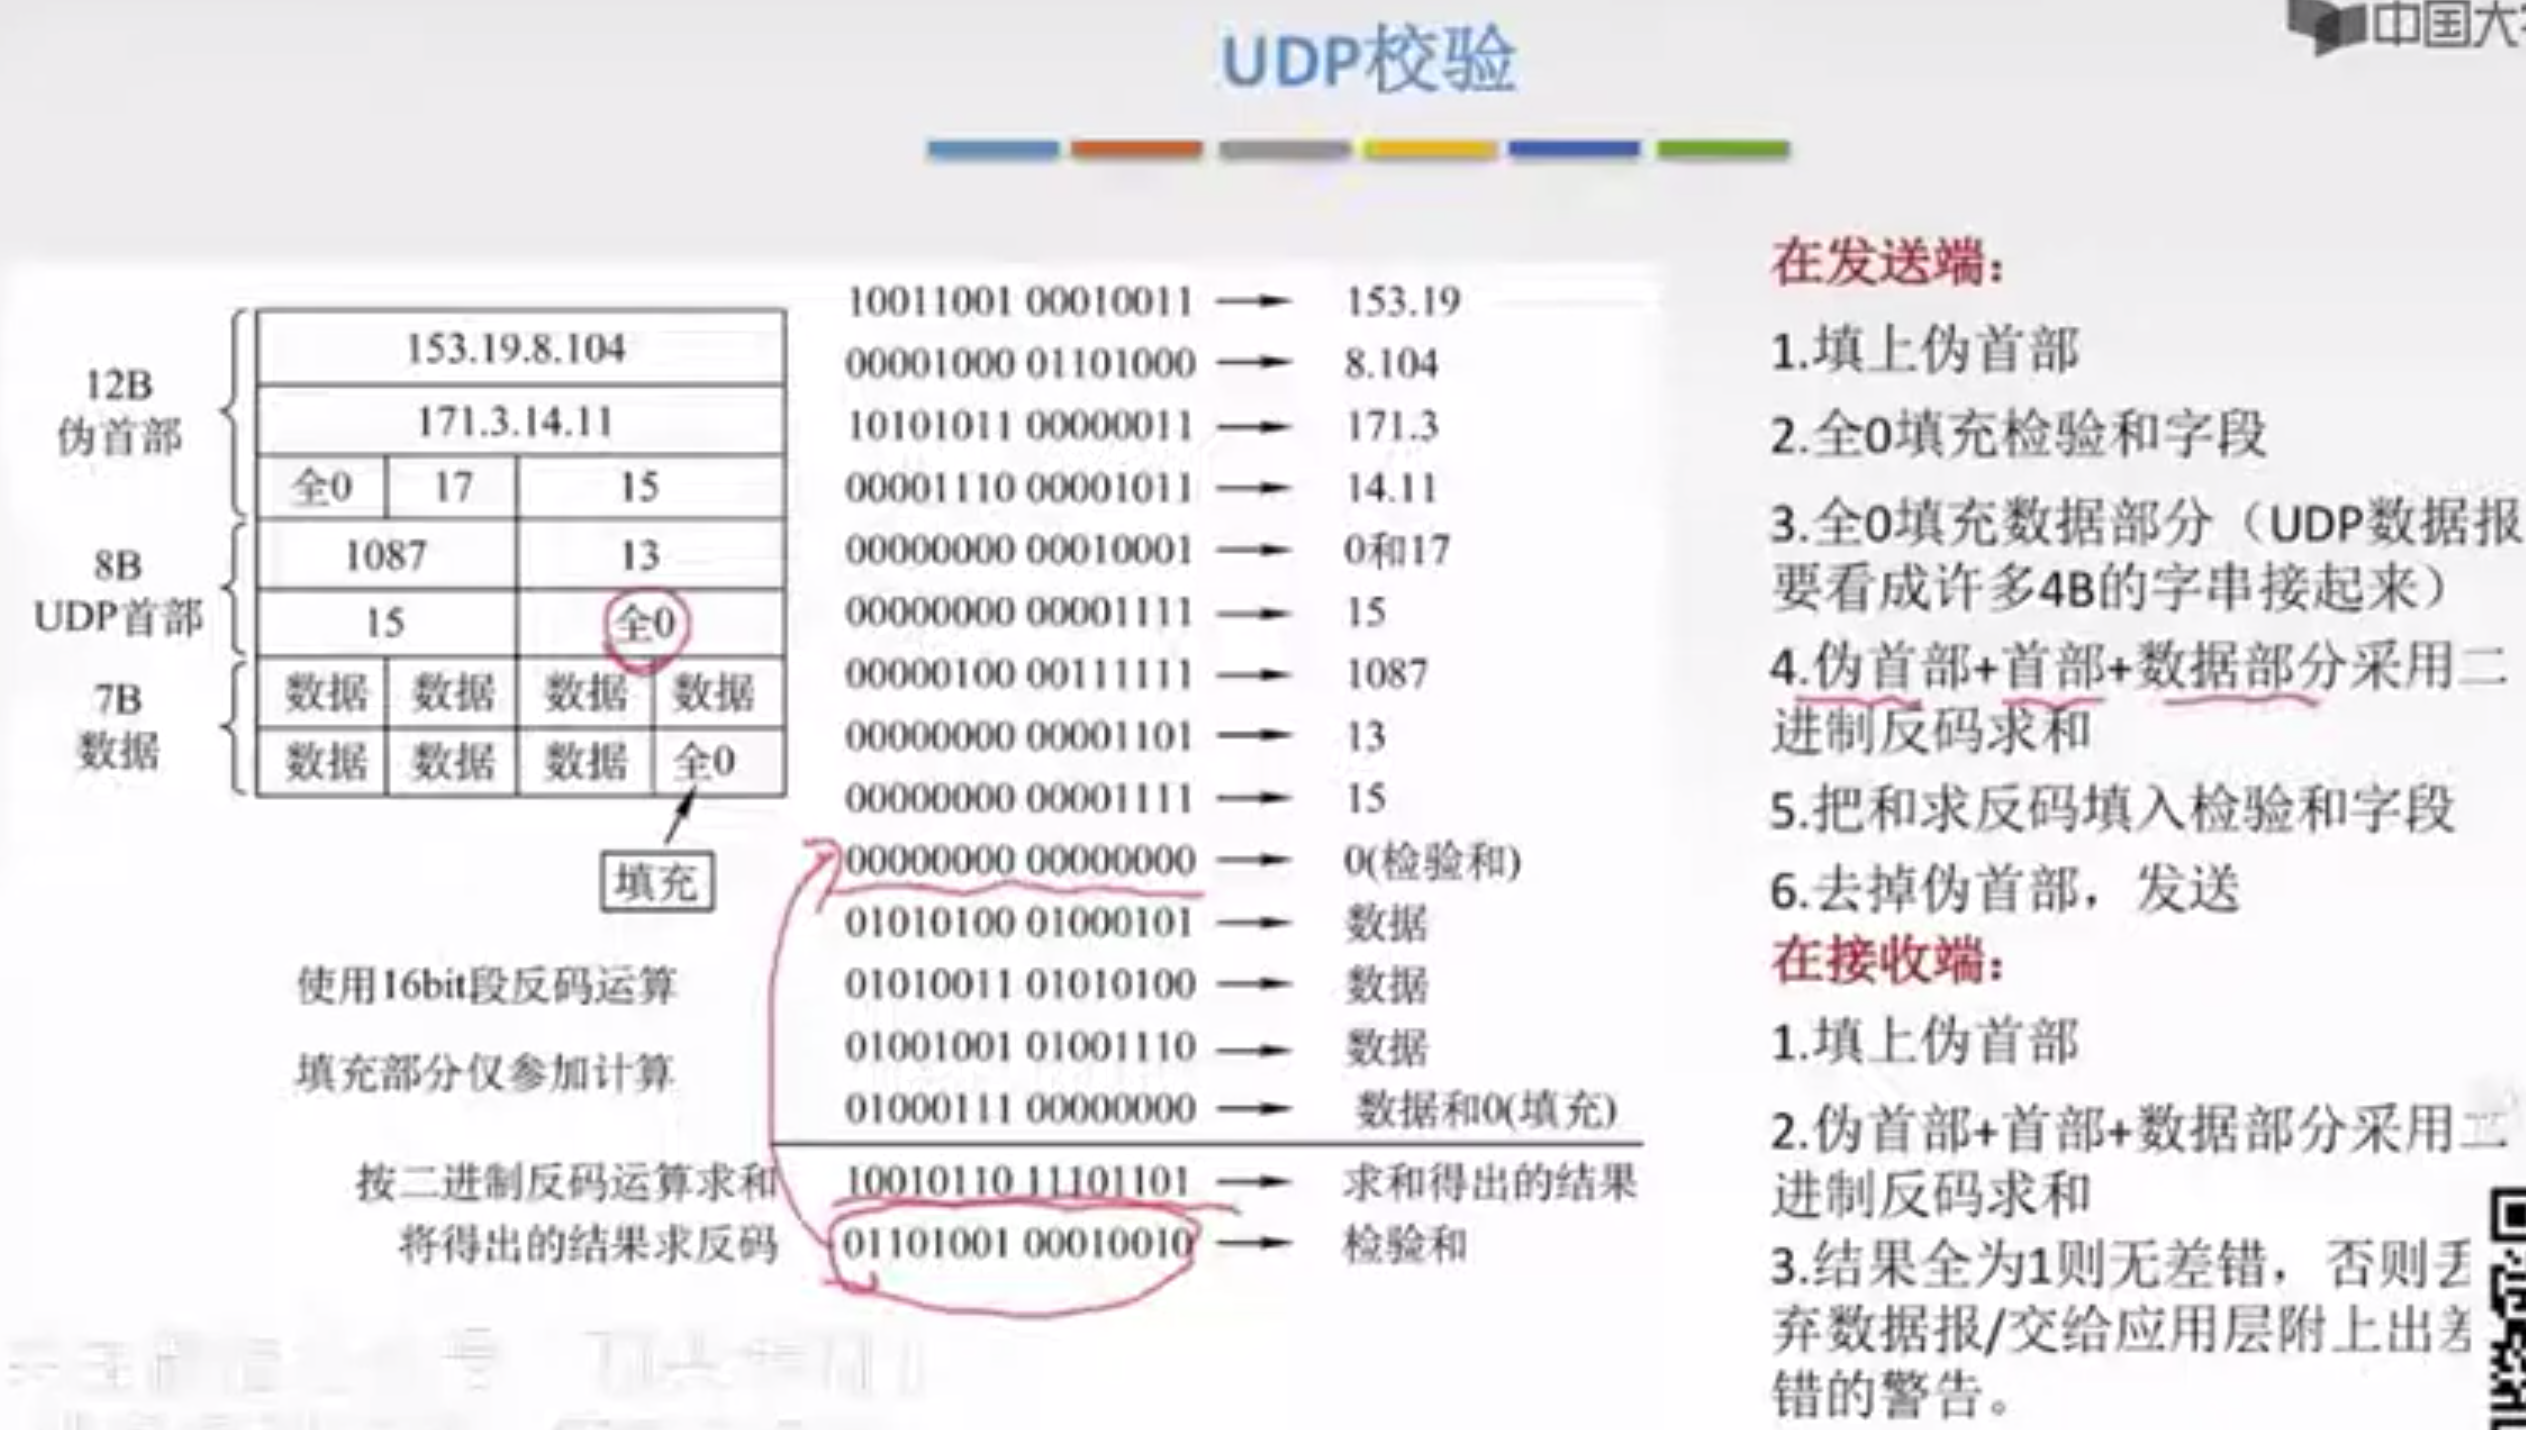 中国大
UDP校验
12B
伪首部
8B
UDP首部
7B
数据
153.19.8.104
171.3.14.11
全0 17 15
1087 13
15 全0
数据 数据 数据 数据
数据 数据 数据 全0
填充
使用16bit段反码运算
填充部分仅参加计算
10011001 00010011 → 153.19
00001000 01101000 → 8.104
10101011 00000011 → 171.3
00001110 00001011 → 14.11
00000000 00010001 → 0和17
00000000 00001111 → 15
00000100 00111111 → 1087
00000000 00001101 → 13
00000000 00001111 → 15
00000000 00000000 → 0(检验和)
01010100 01000101 → 数据
01010011 01010100 → 数据
01001001 01001110 → 数据
01000111 00000000 → 数据和0(填充)
按二进制反码运算求和 10010110 11101101 → 求和得出的结果
将得出的结果求反码 01101001 00010010 → 检验和
在发送端：
1.填上伪首部
2.全0填充检验和字段
3.全0填充数据部分（UDP数据报
要看成许多4B的字串接起来）
4.伪首部+首部+数据部分采用二
进制反码求和
5.把和求反码填入检验和字段
6.去掉伪首部，发送
在接收端：
1.填上伪首部
2.伪首部+首部+数据部分采用二
进制反码求和
3.结果全为1则无差错，否则丢
弃数据报/交给应用层附上出差
错的警告。